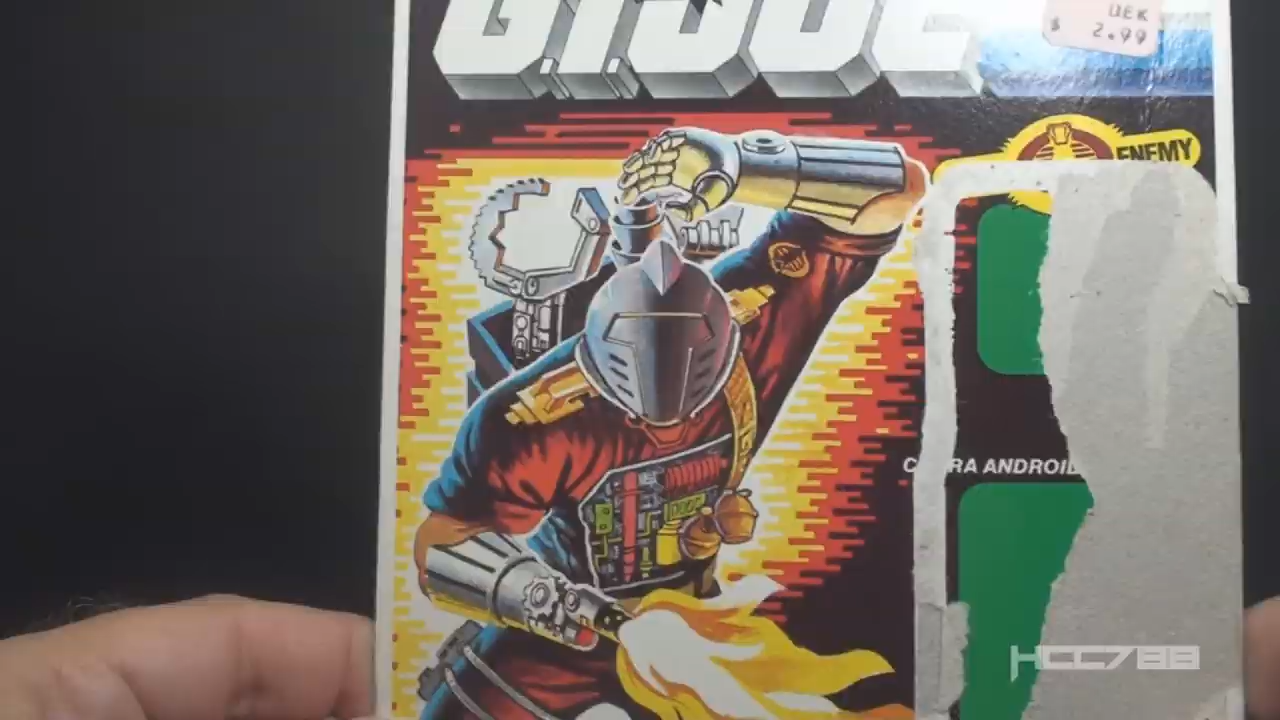 G.I. JOE
$ 2.99
ENEMY
C RA ANDROID
HCC788